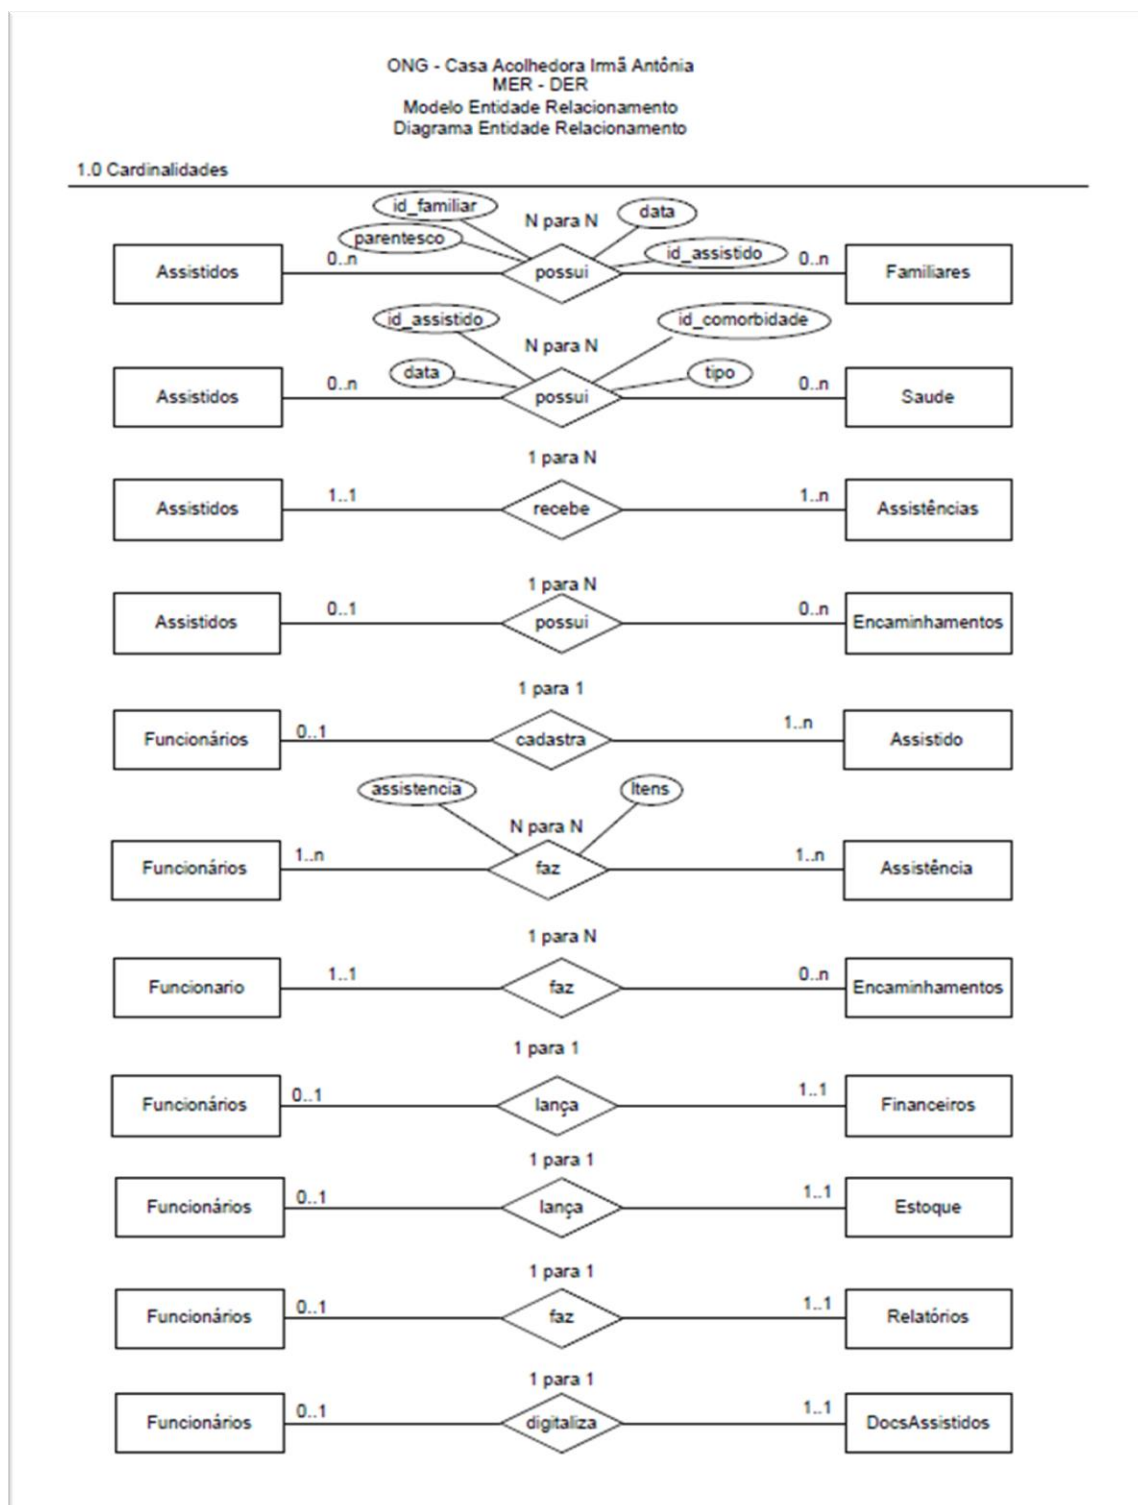 ONG - Casa Acolhedora Irmã Antônia
MER - DER
Modelo Entidade Relacionamento
Diagrama Entidade Relacionamento
1.0 Cardinalidades
id_familiar
N para N
data
parentesco
id_assistido
Assistidos
0..n
possui
0..n
Familiares
id_assistido
id_comorbidade
N para N
data
tipo
Assistidos
0..n
possui
0..n
Saude
1 para N
Assistidos
1..1
recebe
1..n
Assistências
1 para N
Assistidos
0..1
possui
0..n
Encaminhamentos
1 para 1
Funcionários
0..1
cadastra
1..n
Assistido
assistencia
Itens
N para N
Funcionários
1..n
faz
1..n
Assistência
1 para N
Funcionario
1..1
faz
0..n
Encaminhamentos
1 para 1
Funcionários
0..1
lança
1..1
Financeiros
1 para 1
Funcionários
0..1
lança
1..1
Estoque
1 para 1
Funcionários
0..1
faz
1..1
Relatórios
1 para 1
Funcionários
0..1
digitaliza
1..1
DocsAssistidos